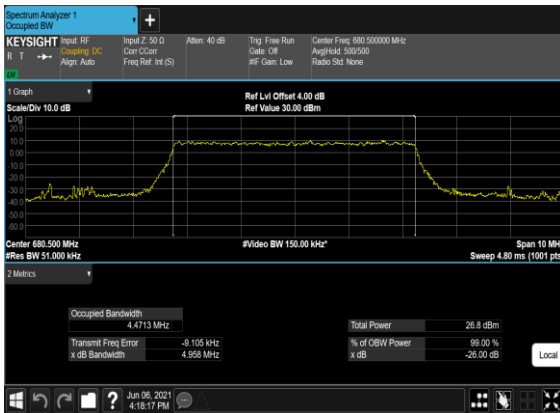 Spectrum Analyzer 1
Occupied BW
+
KEYSIGHT
R T
LXI
Input: RF
Coupling: DC
Align: Auto
Input Z: 50 Ω
Corr CCorr
Freq Ref: Int (S)
Atten: 40 dB
Trig: Free Run
Gate: Off
#IF Gain: Low
Center Freq: 680.500000 MHz
Avg|Hold: 500/500
Radio Std: None
1 Graph
Scale/Div 10.0 dB
Ref Lvl Offset 4.00 dB
Ref Value 30.00 dBm
Log
20.0
10.0
0.00
-10.0
-20.0
-30.0
-40.0
-50.0
-60.0
Center 680.500 MHz
#Res BW 51.000 kHz
#Video BW 150.00 kHz*
Span 10 MH
Sweep 4.80 ms (1001 pts
2 Metrics
Occupied Bandwidth
4.4713 MHz
Transmit Freq Error -9.105 kHz
x dB Bandwidth 4.958 MHz
Total Power 26.8 dBm
% of OBW Power 99.00 %
x dB -26.00 dB
Local
?
Jun 06, 2021
4:18:17 PM